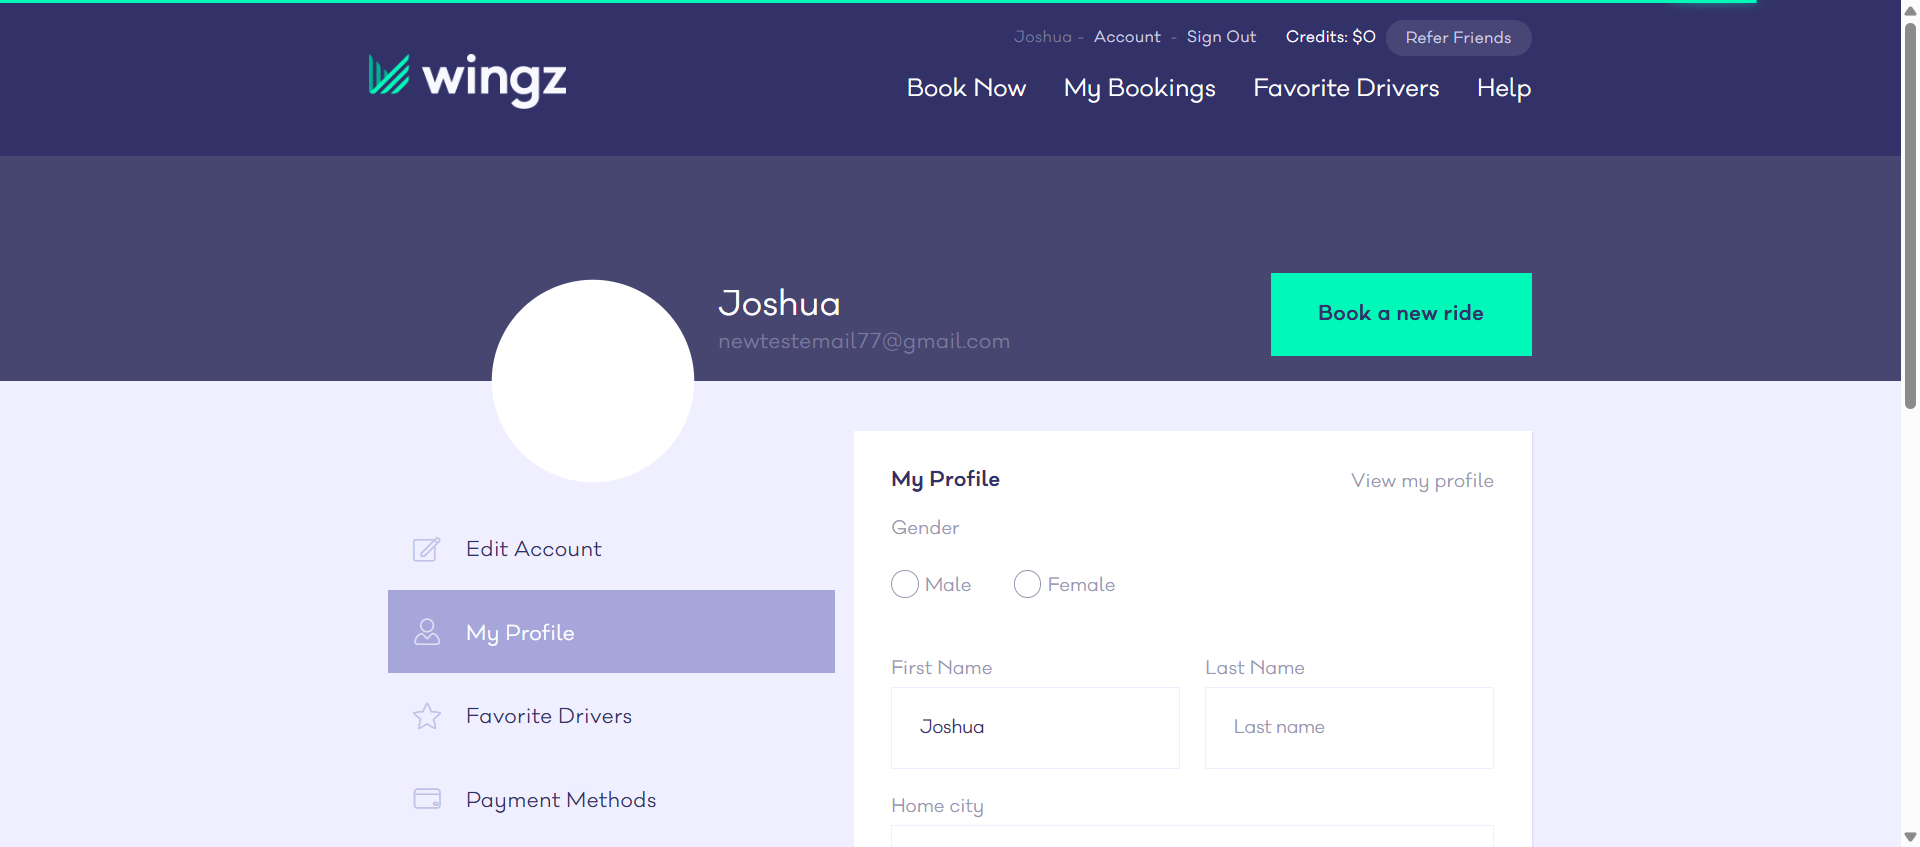 Joshua - Account - Sign Out Credits: $0 Refer Friends
wingz
Book Now My Bookings Favorite Drivers Help
Joshua
newtestemail77@gmail.com
Book a new ride
Edit Account
My Profile
Favorite Drivers
Payment Methods
My Profile
View my profile
Gender
Male Female
First Name Last Name
Joshua Last name
Home city